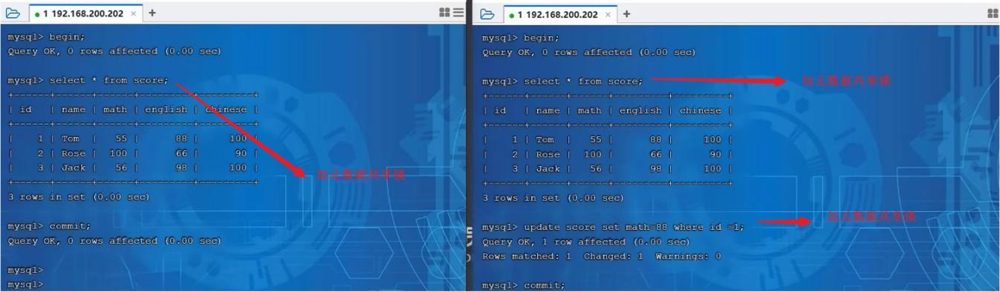 1 192.168.200.202 × +
mysql> begin;
Query OK, 0 rows affected (0.00 sec)
mysql> select * from score;
+------+------+------+---------+---------+
| id | name | math | english | chinese |
+------+------+------+---------+---------+
| 1 | Tom | 55 | 88 | 100 |
| 2 | Rose | 100 | 66 | 90 |
| 3 | Jack | 56 | 98 | 100 |
+------+------+------+---------+---------+
加元数据共享锁
3 rows in set (0.00 sec)
mysql> commit;
Query OK, 0 rows affected (0.00 sec)
mysql>
mysql>
1 192.168.200.202 × +
mysql> begin;
Query OK, 0 rows affected (0.00 sec)
mysql> select * from score;
加元数据共享锁
+------+------+------+---------+---------+
| id | name | math | english | chinese |
+------+------+------+---------+---------+
| 1 | Tom | 55 | 88 | 100 |
| 2 | Rose | 100 | 66 | 90 |
| 3 | Jack | 56 | 98 | 100 |
+------+------+------+---------+---------+
3 rows in set (0.00 sec)
加元数据共享锁
mysql> update score set math=88 where id =1;
Query OK, 1 row affected (0.00 sec)
Rows matched: 1 Changed: 1 Warnings: 0
mysql> commit;